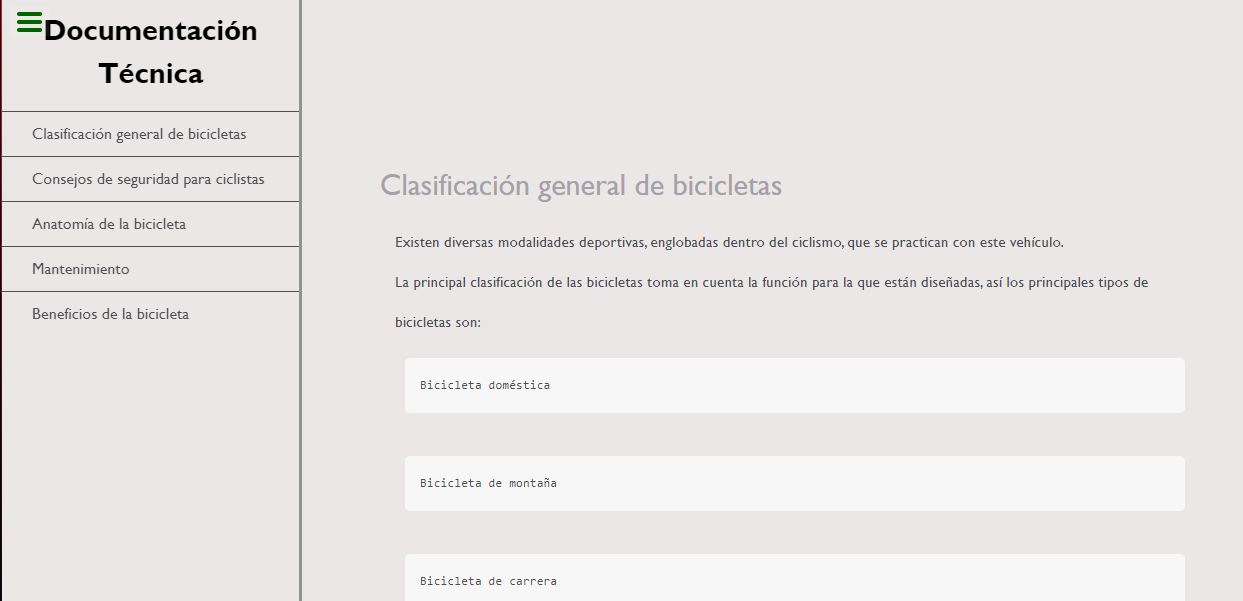 Documentación
Técnica
Clasificación general de bicicletas
Consejos de seguridad para ciclistas
Anatomía de la bicicleta
Mantenimiento
Beneficios de la bicicleta
Clasificación general de bicicletas
Existen diversas modalidades deportivas, englobadas dentro del ciclismo, que se practican con este vehículo.
La principal clasificación de las bicicletas toma en cuenta la función para la que están diseñadas, así los principales tipos de
bicicletas son:
Bicicleta doméstica
Bicicleta de montaña
Bicicleta de carrera